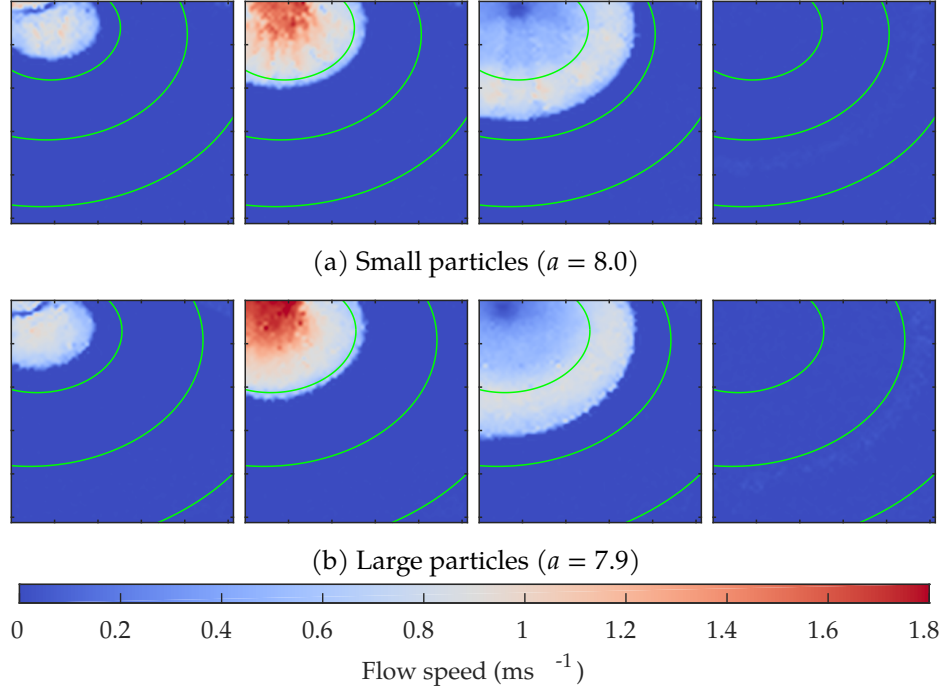 (a) Small particles (a = 8.0)
(b) Large particles (a = 7.9)
0 0.2 0.4 0.6 0.8 1 1.2 1.4 1.6 1.8
Flow speed (ms ⁻¹)